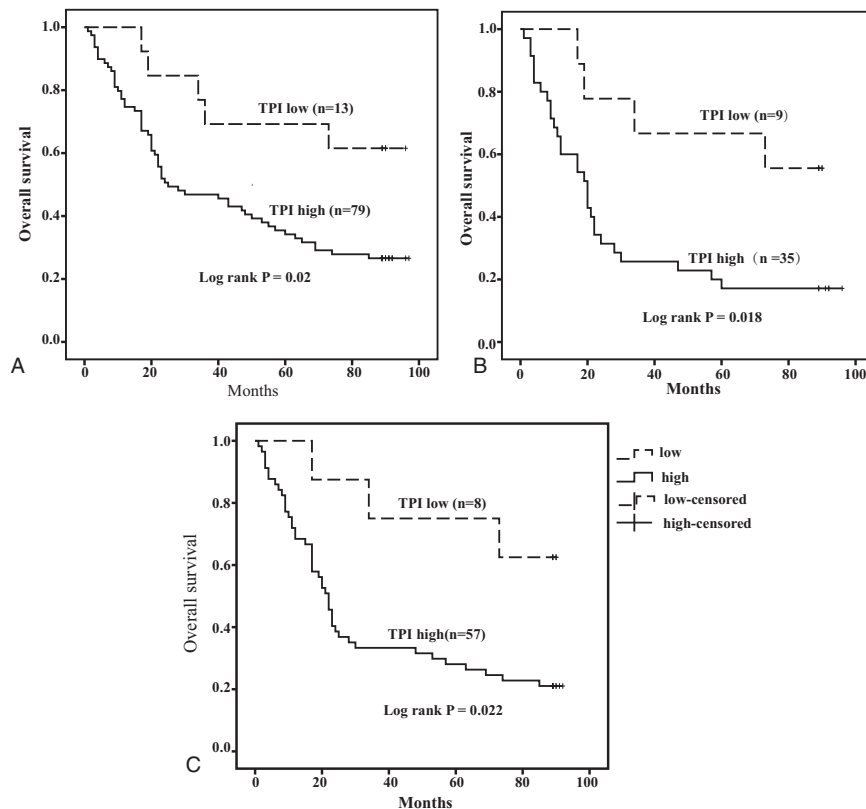 1.0
0.8
0.6
0.4
0.2
0.0
Overall survival
TPI low (n=13)
TPI high (n=79)
Log rank P = 0.02
0 20 40 60 80 100
Months
A
1.0
0.8
0.6
0.4
0.2
0.0
Overall survival
TPI low (n=9)
TPI high (n =35)
Log rank P = 0.018
0 20 40 60 80 100
Months
B
1.0
0.8
0.6
0.4
0.2
0.0
Overall survival
TPI low (n=8)
TPI high(n=57)
Log rank P = 0.022
0 20 40 60 80 100
Months
C
low
high
low-censored
high-censored